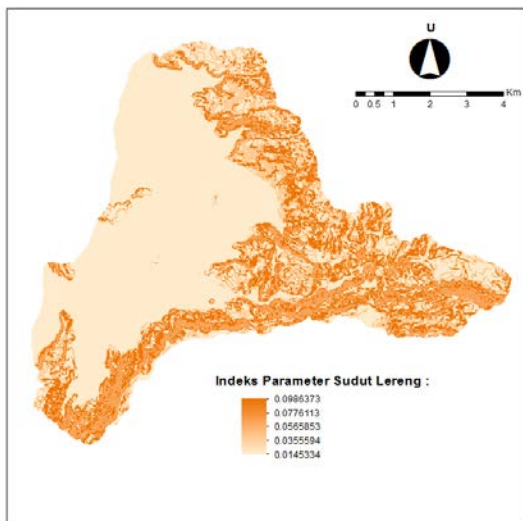 U
Km
0 0.5 1 2 3 4
Indeks Parameter Sudut Lereng :
0.0986373
0.0776113
0.0565853
0.0355594
0.0145334